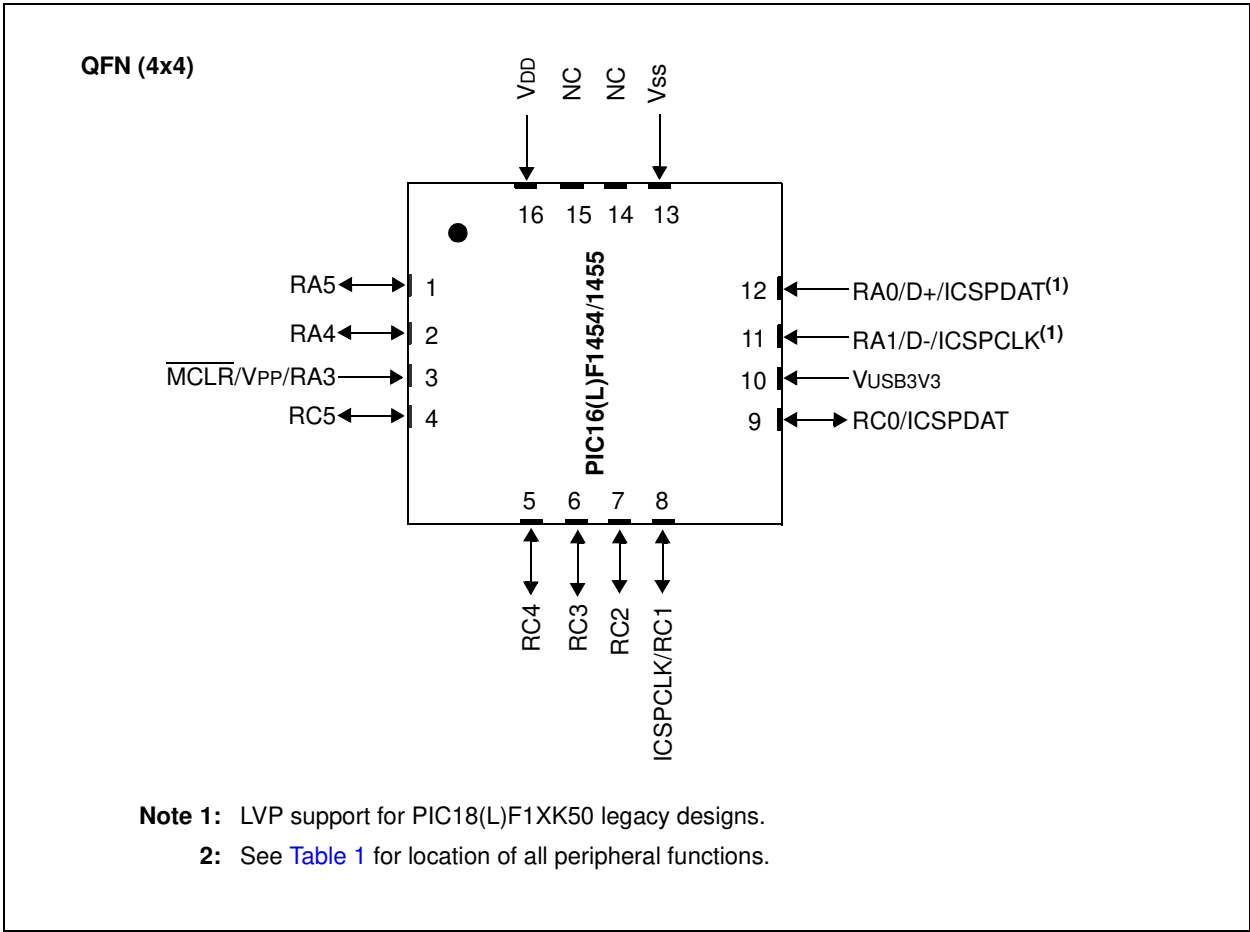 QFN (4x4)
VDD
NC
NC
Vss
16
15
14
13
PIC16(L)F1454/1455
RA5
1
RA4
2
MCLR/VPP/RA3
3
RC5
4
12
RA0/D+/ICSPDAT(1)
11
RA1/D-/ICSPCLK(1)
10
VUSB3V3
9
RC0/ICSPDAT
5
6
7
8
RC4
RC3
RC2
ICSPCLK/RC1
Note 1: LVP support for PIC18(L)F1XK50 legacy designs.
2: See Table 1 for location of all peripheral functions.